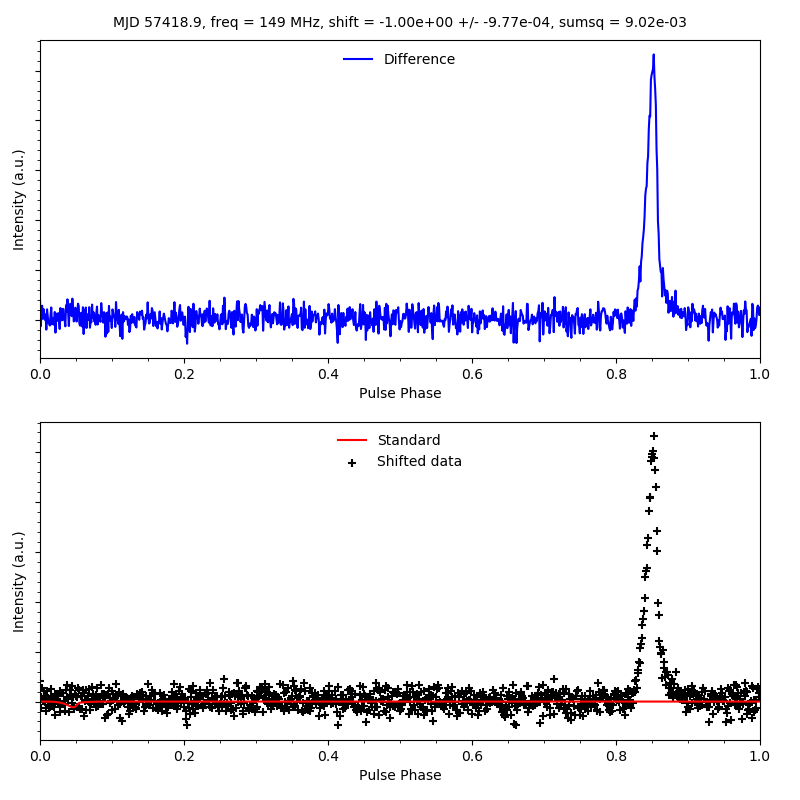 MJD 57418.9, freq = 149 MHz, shift = -1.00e+00 +/- -9.77e-04, sumsq = 9.02e-03
Difference
Intensity (a.u.)
0.0 0.2 0.4 0.6 0.8 1.0
Pulse Phase
Standard
Shifted data
Intensity (a.u.)
0.0 0.2 0.4 0.6 0.8 1.0
Pulse Phase